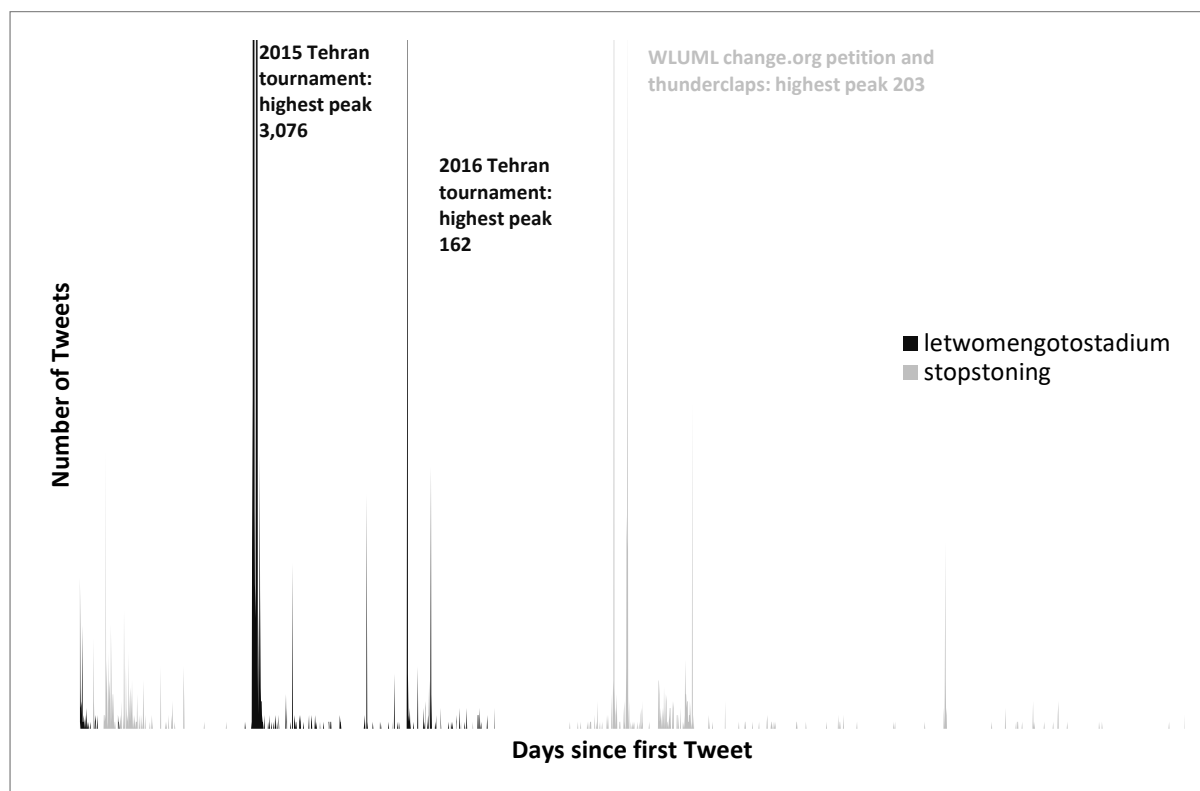 2015 Tehran
tournament:
highest peak
3,076
WLUML change.org petition and
thunderclaps: highest peak 203
2016 Tehran
tournament:
highest peak
162
Number of Tweets
letwomengotostadium
stopstoning
Days since first Tweet